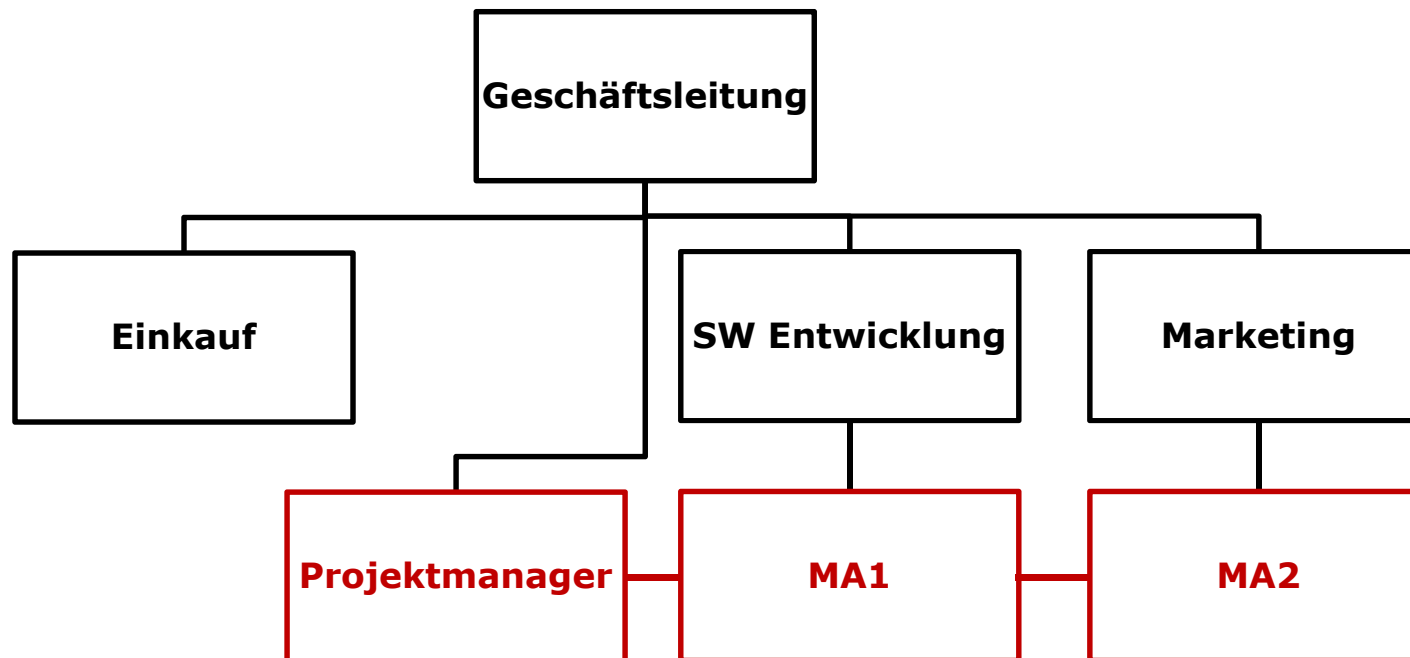 Geschäftsleitung
Einkauf
SW Entwicklung
Marketing
Projektmanager
MA1
MA2